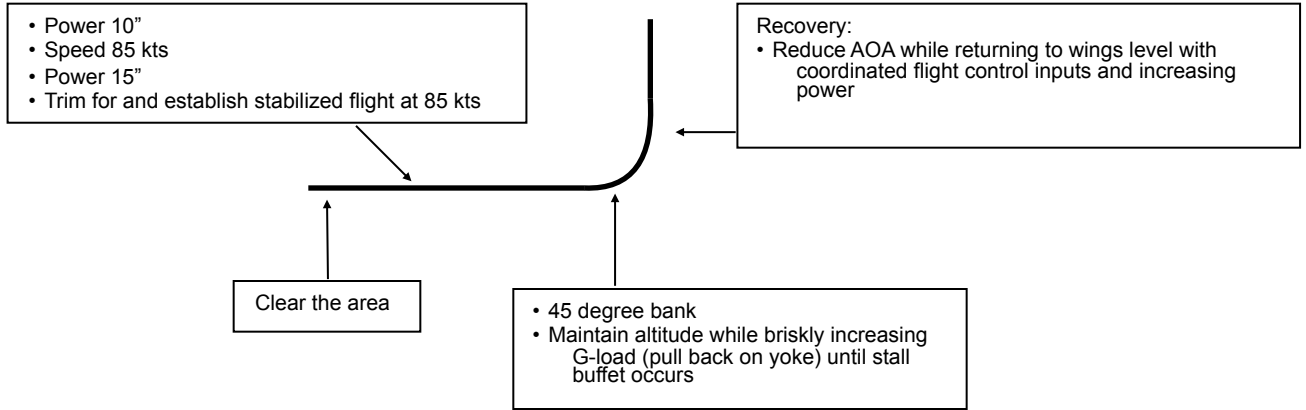 • Power 10”
• Speed 85 kts
• Power 15”
• Trim for and establish stabilized flight at 85 kts
Recovery:
• Reduce AOA while returning to wings level with
coordinated flight control inputs and increasing
power
Clear the area
• 45 degree bank
• Maintain altitude while briskly increasing
G-load (pull back on yoke) until stall
buffet occurs